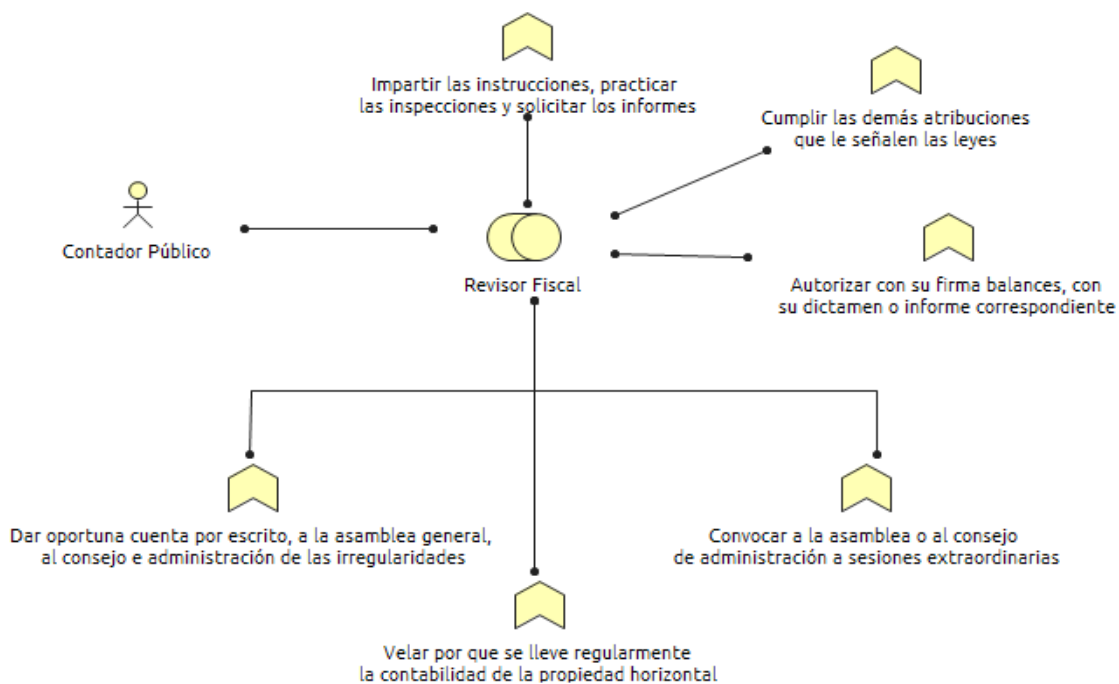 Impartir las instrucciones, practicar
las inspecciones y solicitar los informes
Cumplir las demás atribuciones
que le señalen las leyes
Contador Público
Revisor Fiscal
Autorizar con su firma balances, con
su dictamen o informe correspondiente
Dar oportuna cuenta por escrito, a la asamblea general,
al consejo e administración de las irregularidades
Convocar a la asamblea o al consejo
de administración a sesiones extraordinarias
Velar por que se lleve regularmente
la contabilidad de la propiedad horizontal